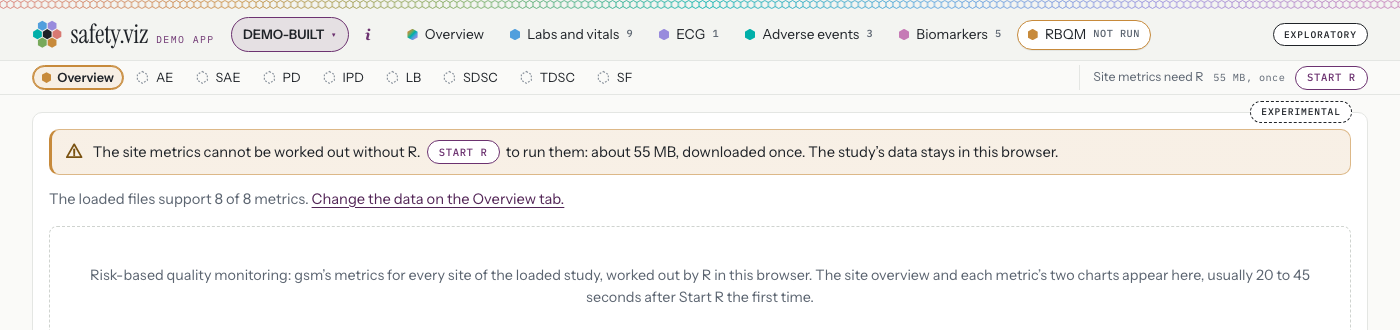 safety.viz DEMO APP DEMO-BUILT i Overview Labs and vitals 9 ECG 1 Adverse events 3 Biomarkers 5 RBQM NOT RUN EXPLORATORY
Overview AE SAE PD IPD LB SDSC TDSC SF Site metrics need R 55 MB, once START R
EXPERIMENTAL
The site metrics cannot be worked out without R. START R to run them: about 55 MB, downloaded once. The study’s data stays in this browser.
The loaded files support 8 of 8 metrics. Change the data on the Overview tab.
Risk-based quality monitoring: gsm’s metrics for every site of the loaded study, worked out by R in this browser. The site overview and each metric’s two charts appear here, usually 20 to 45
seconds after Start R the first time.